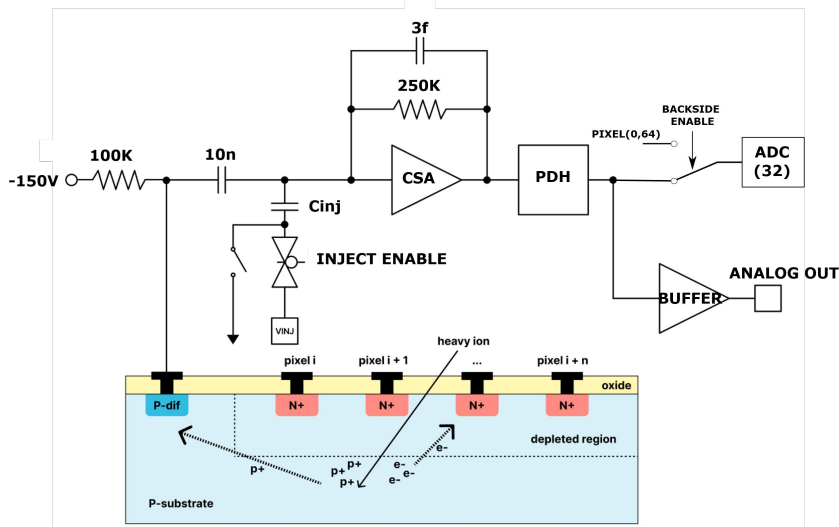 3f
250K
BACKSIDE
ENABLE
PIXEL(0,64)
100K
10n
-150V
CSA
PDH
ADC
(32)
Cinj
INJECT ENABLE
ANALOG OUT
BUFFER
VINJ
heavy ion
pixel i
pixel i + 1
...
pixel i + n
oxide
P-dif
N+
N+
N+
N+
depleted region
e-
p+
p+
p+
p+
e-
e-
e-
P-substrate